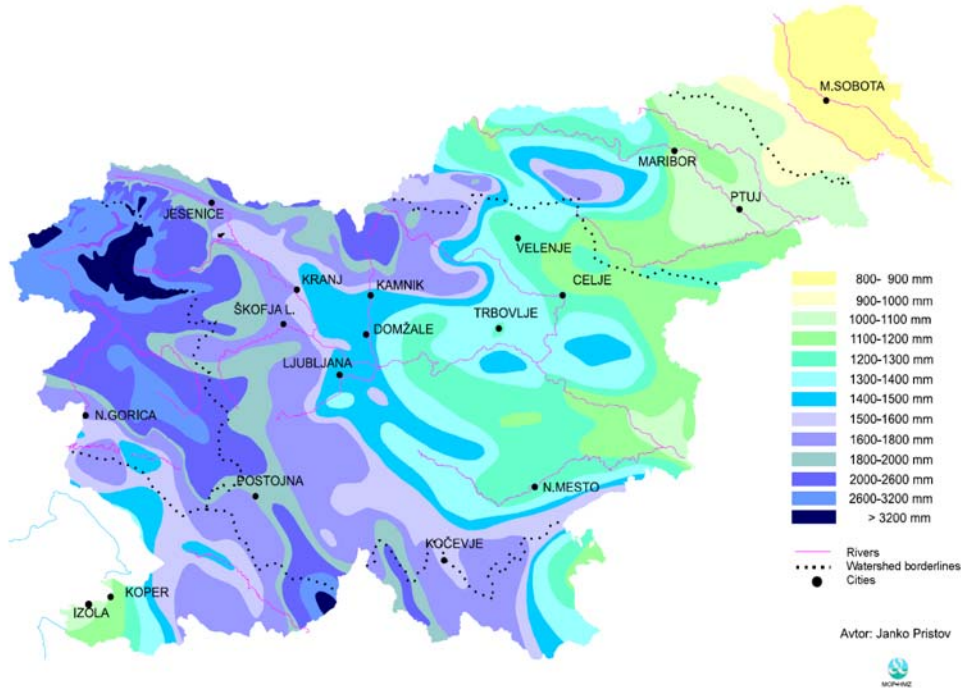 M.SOBOTA
MARIBOR
PTUJ
JESENICE
VELENJE
KRANJ
KAMNIK
CELJE
ŠKOFJA L.
TRBOVLJE
DOMŽALE
LJUBLJANA
N.GORICA
POSTOJNA
N.MESTO
KOČEVJE
KOPER
IZOLA
800- 900 mm
900-1000 mm
1000-1100 mm
1100-1200 mm
1200-1300 mm
1300-1400 mm
1400-1500 mm
1500-1600 mm
1600-1800 mm
1800-2000 mm
2000-2600 mm
2600-3200 mm
> 3200 mm
Rivers
Watershed borderlines
Cities
Avtor: Janko Pristov